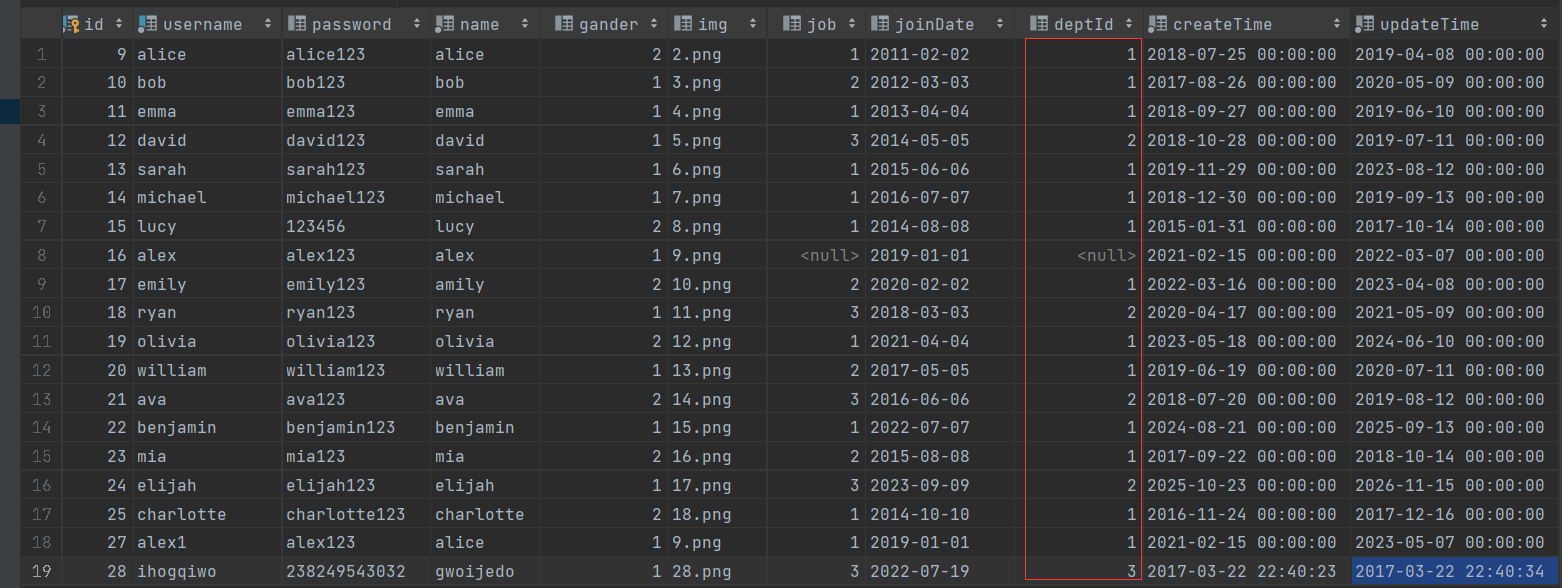 id username password name gander img job joinDate deptId createTime updateTime
1 9 alice alice123 alice 2 2.png 1 2011-02-02 1 2018-07-25 00:00:00 2019-04-08 00:00:00
2 10 bob bob123 bob 1 3.png 2 2012-03-03 1 2017-08-26 00:00:00 2020-05-09 00:00:00
3 11 emma emma123 emma 1 4.png 1 2013-04-04 1 2018-09-27 00:00:00 2019-06-10 00:00:00
4 12 david david123 david 1 5.png 3 2014-05-05 2 2018-10-28 00:00:00 2019-07-11 00:00:00
5 13 sarah sarah123 sarah 1 6.png 1 2015-06-06 1 2019-11-29 00:00:00 2023-08-12 00:00:00
6 14 michael michael123 michael 1 7.png 1 2016-07-07 1 2018-12-30 00:00:00 2019-09-13 00:00:00
7 15 lucy 123456 lucy 2 8.png 1 2014-08-08 1 2015-01-31 00:00:00 2017-10-14 00:00:00
8 16 alex alex123 alex 1 9.png <null> 2019-01-01 <null> 2021-02-15 00:00:00 2022-03-07 00:00:00
9 17 emily emily123 amily 2 10.png 2 2020-02-02 1 2022-03-16 00:00:00 2023-04-08 00:00:00
10 18 ryan ryan123 ryan 1 11.png 3 2018-03-03 2 2020-04-17 00:00:00 2021-05-09 00:00:00
11 19 olivia olivia123 olivia 2 12.png 1 2021-04-04 1 2023-05-18 00:00:00 2024-06-10 00:00:00
12 20 william william123 william 1 13.png 2 2017-05-05 1 2019-06-19 00:00:00 2020-07-11 00:00:00
13 21 ava ava123 ava 2 14.png 3 2016-06-06 2 2018-07-20 00:00:00 2019-08-12 00:00:00
14 22 benjamin benjamin123 benjamin 1 15.png 1 2022-07-07 1 2024-08-21 00:00:00 2025-09-13 00:00:00
15 23 mia mia123 mia 2 16.png 2 2015-08-08 1 2017-09-22 00:00:00 2018-10-14 00:00:00
16 24 elijah elijah123 elijah 1 17.png 3 2023-09-09 2 2025-10-23 00:00:00 2026-11-15 00:00:00
17 25 charlotte charlotte123 charlotte 2 18.png 1 2014-10-10 1 2016-11-24 00:00:00 2017-12-16 00:00:00
18 27 alex1 alex123 alice 1 9.png 1 2019-01-01 1 2021-02-15 00:00:00 2023-05-07 00:00:00
19 28 ihogqiwo 238249543032 gwoijedo 1 28.png 3 2022-07-19 3 2017-03-22 22:40:23 2017-03-22 22:40:34